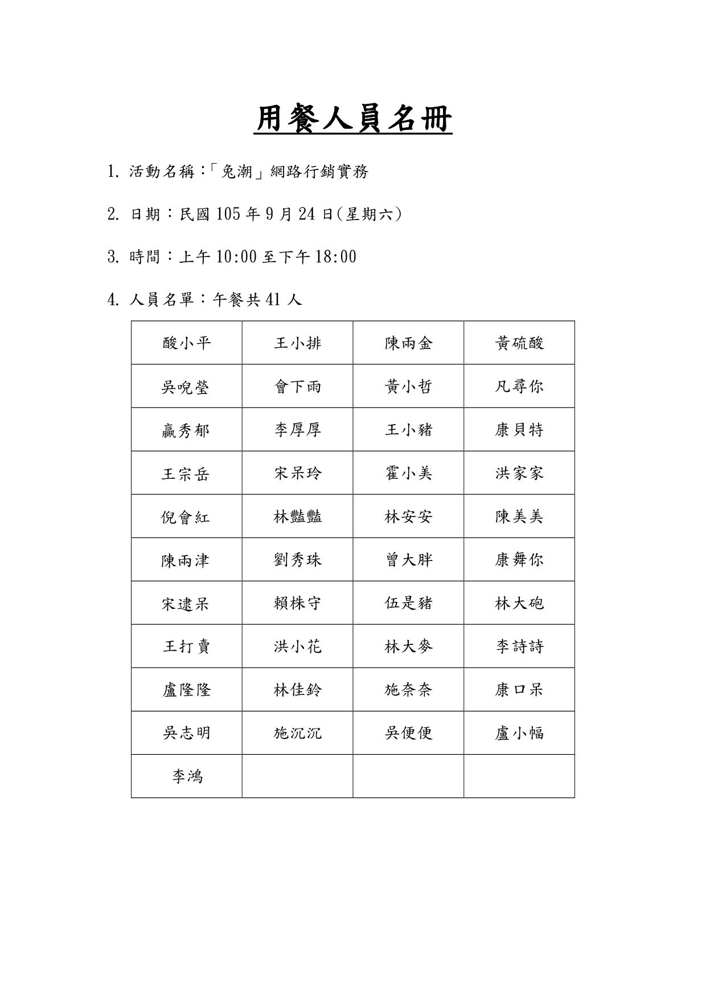 用餐人員名冊
1. 活動名稱：「兔潮」網路行銷實務
2. 日期：民國 105 年 9 月 24 日(星期六)
3. 時間：上午 10:00 至下午 18:00
4. 人員名單：午餐共 41 人
酸小平 王小排 陳兩金 黃硫酸
吳唲瑩 會下雨 黃小哲 凡尋你
贏秀郁 李厚厚 王小豬 康貝特
王宗岳 宋呆玲 霍小美 洪家家
倪會紅 林豔豔 林安安 陳美美
陳兩津 劉秀珠 曾大胖 康舞你
宋逮呆 賴株守 伍是豬 林大砲
王打賣 洪小花 林大麥 李詩詩
盧隆隆 林佳鈴 施奈奈 康口呆
吳志明 施沉沉 吳便便 盧小幅
李鴻